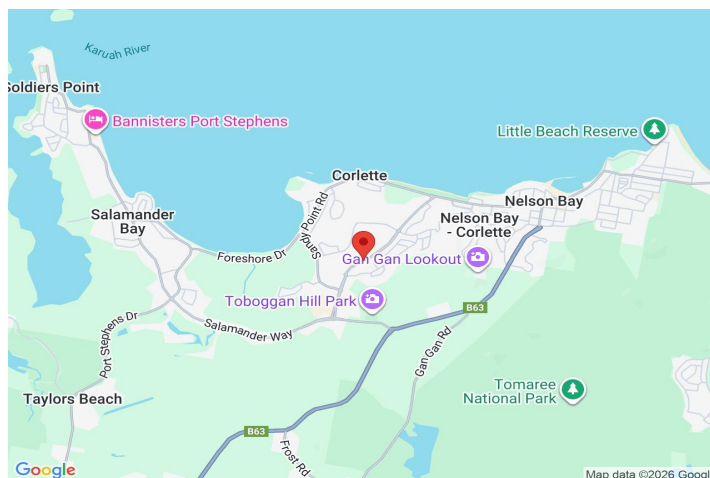 Karuah River
Soldiers Point
Bannisters Port Stephens
Little Beach Reserve
Corlette
Nelson Bay
Salamander
Bay
Sandy Point Rd
Nelson Bay
- Corlette
Foreshore Dr
Gan Gan Lookout
Toboggan Hill Park
B63
Port Stephens Dr
Salamander Way
Gan Gan Rd
Tomaree
National Park
Taylors Beach
B63
Frost Rd
Google
Map data ©2026 Googl